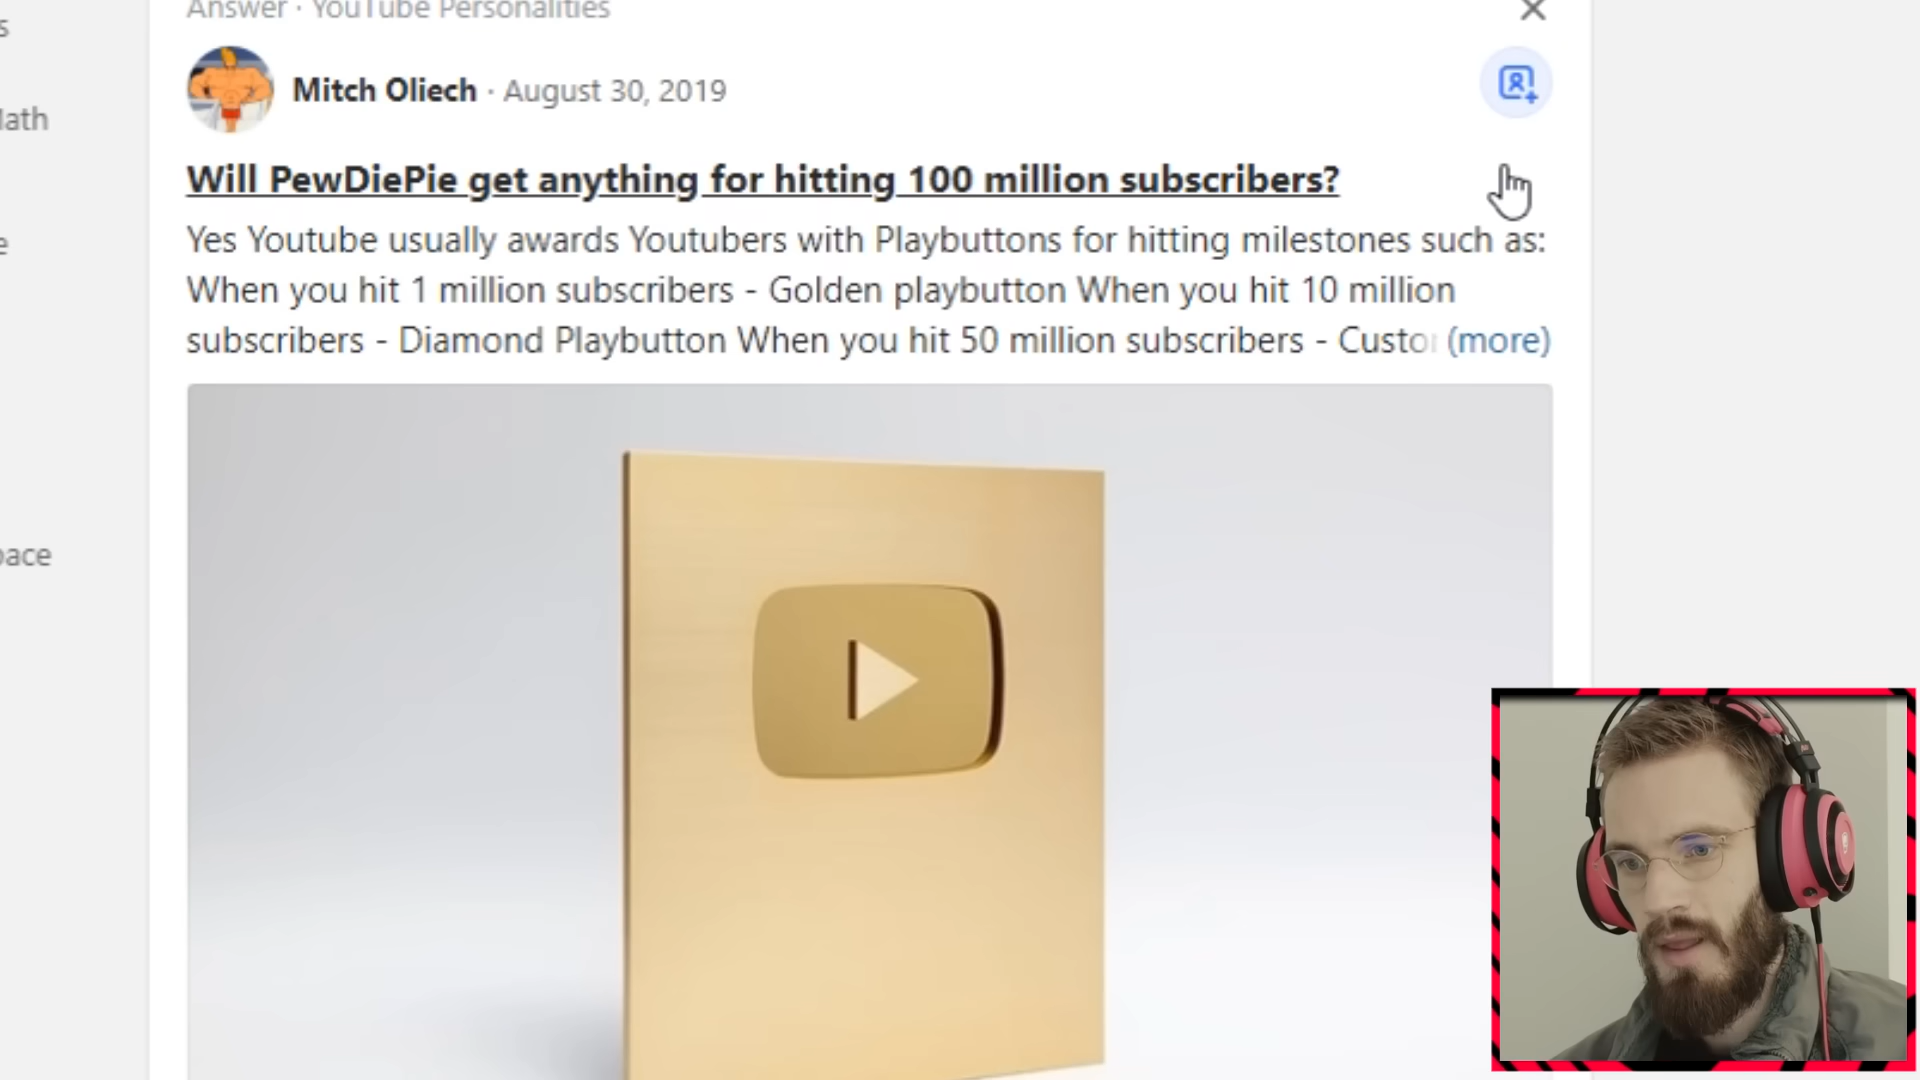 Answer · YouTube Personalities
Mitch Oliech · August 30, 2019
Will PewDiePie get anything for hitting 100 million subscribers?
Yes Youtube usually awards Youtubers with Playbuttons for hitting milestones such as:
When you hit 1 million subscribers - Golden playbutton When you hit 10 million
subscribers - Diamond Playbutton When you hit 50 million subscribers - Custo (more)